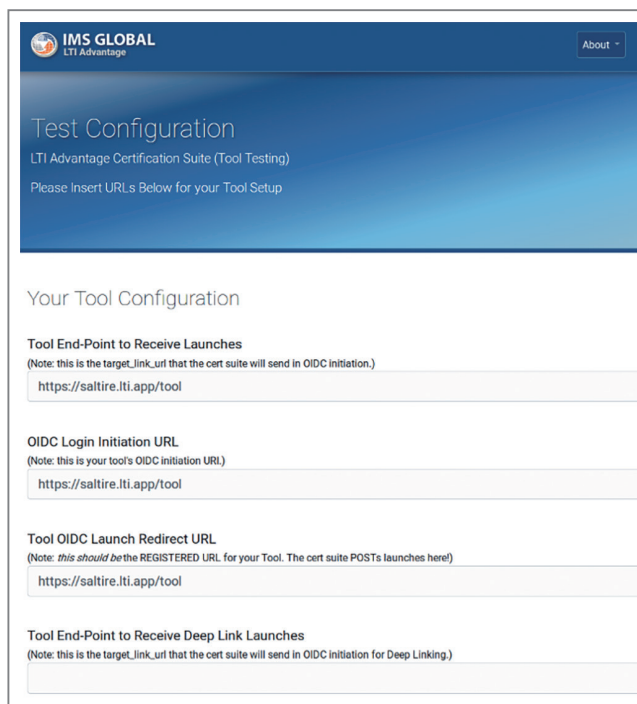 IMS GLOBAL
LTI Advantage
About
Test Configuration
LTI Advantage Certification Suite (Tool Testing)
Please Insert URLs Below for your Tool Setup
Your Tool Configuration
Tool End-Point to Receive Launches
(Note: this is the target_link_url that the cert suite will send in OIDC initiation.)
https://saltire.lti.app/tool
OIDC Login Initiation URL
(Note: this is your tool's OIDC initiation URI.)
https://saltire.lti.app/tool
Tool OIDC Launch Redirect URL
(Note: this should be the REGISTERED URL for your Tool. The cert suite POSTs launches here!)
https://saltire.lti.app/tool
Tool End-Point to Receive Deep Link Launches
(Note: this is the target_link_url that the cert suite will send in OIDC initiation for Deep Linking.)